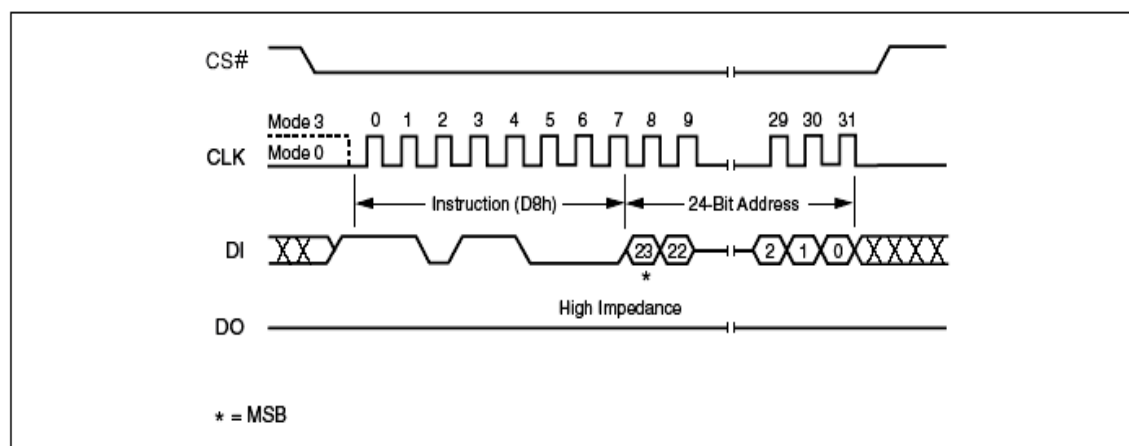 CS#
Mode 3
0 1 2 3 4 5 6 7 8 9 29 30 31
CLK
Mode 0
Instruction (D8h) 24-Bit Address
DI
23 22 2 1 0
*
High Impedance
DO
* = MSB